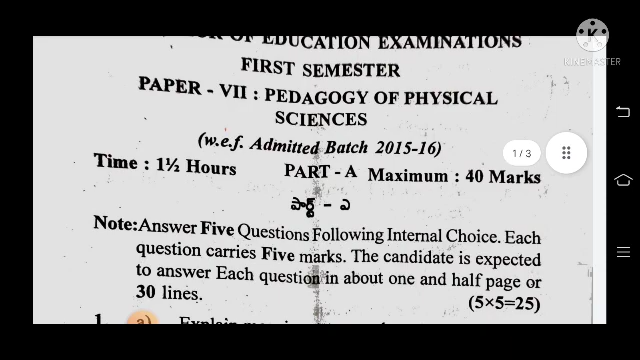 OF EDUCATION EXAMINATIONS
KINEMASTER
FIRST SEMESTER
PAPER - VII : PEDAGOGY OF PHYSICAL
SCIENCES
(w.e.f. Admitted Batch 2015-16)
1/3
Time : 1½ Hours PART - A Maximum : 40 Marks
పార్ట్ - ఎ
Note: Answer Five Questions Following Internal Choice. Each
question carries Five marks. The candidate is expected
to answer Each question in about one and half page or
30 lines. (5×5=25)
1. a) Explain